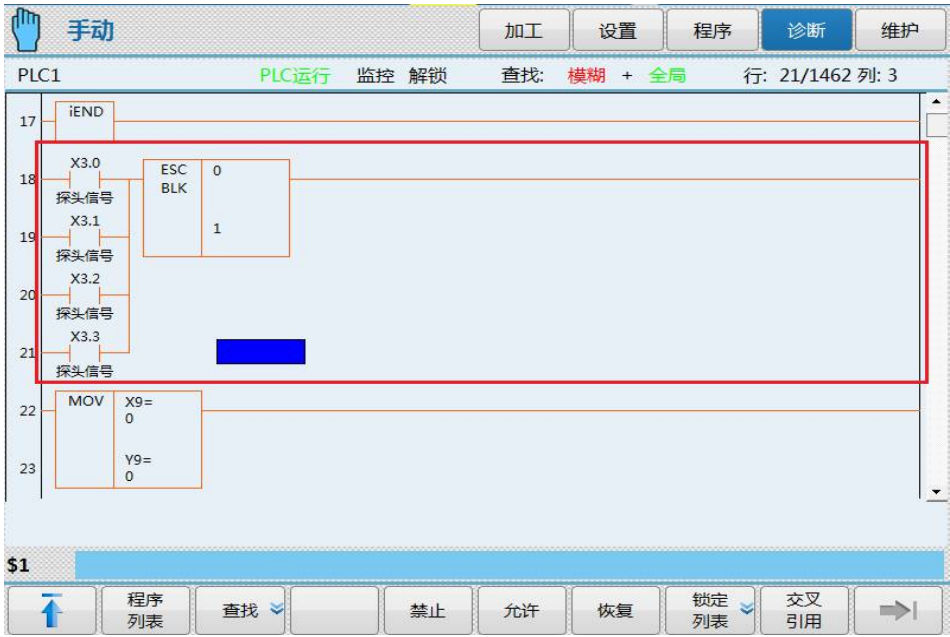 手动
加工 设置 程序 诊断 维护
PLC1 PLC运行 监控 解锁 查找: 模糊 + 全局 行: 21/1462 列: 3
17 iEND
18 X3.0 ESC 0
探头信号 BLK
19 X3.1 1
探头信号
20 X3.2
探头信号
21 X3.3
探头信号
22 MOV X9=
0
23 Y9=
0
$1
程序列表 查找 禁止 允许 恢复 锁定列表 交叉引用